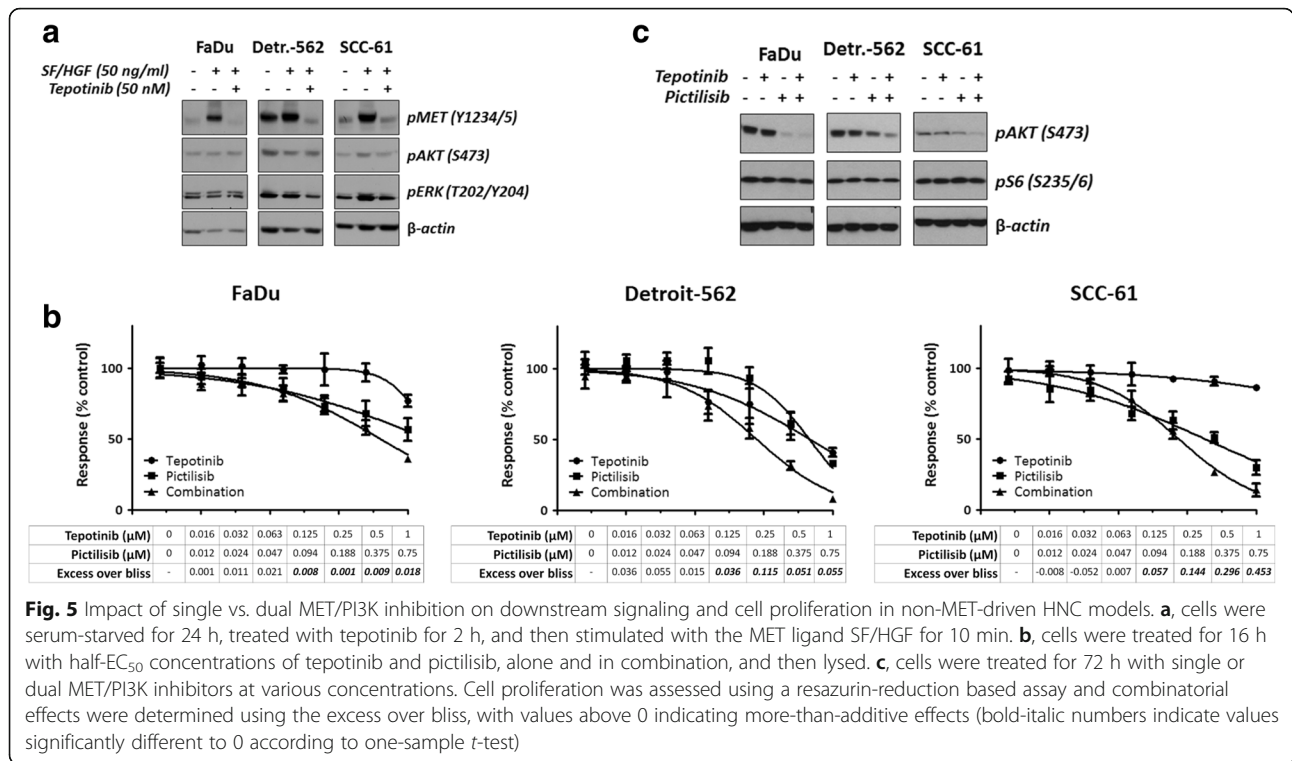 a
FaDu Detr.-562 SCC-61
SF/HGF (50 ng/ml) - + + - + + - + +
Tepotinib (50 nM) - - + - - + - - +
pMET (Y1234/5)
pAKT (S473)
pERK (T202/Y204)
β-actin
c
FaDu Detr.-562 SCC-61
Tepotinib - + - + - + - + - + - +
Pictilisib - - + + - - + + - - + +
pAKT (S473)
pS6 (S235/6)
β-actin
b
FaDu
Response (% control)
100
50
0
Tepotinib
Pictilisib
Combination
Tepotinib (µM) 0 0.016 0.032 0.063 0.125 0.25 0.5 1
Pictilisib (µM) 0 0.012 0.024 0.047 0.094 0.188 0.375 0.75
Excess over bliss - 0.001 0.011 0.021 0.008 0.001 0.009 0.018
Detroit-562
Response (% control)
100
50
0
Tepotinib
Pictilisib
Combination
Tepotinib (µM) 0 0.016 0.032 0.063 0.125 0.25 0.5 1
Pictilisib (µM) 0 0.012 0.024 0.047 0.094 0.188 0.375 0.75
Excess over bliss - 0.036 0.055 0.015 0.036 0.115 0.051 0.055
SCC-61
Response (% control)
100
50
0
Tepotinib
Pictilisib
Combination
Tepotinib (µM) 0 0.016 0.032 0.063 0.125 0.25 0.5 1
Pictilisib (µM) 0 0.012 0.024 0.047 0.094 0.188 0.375 0.75
Excess over bliss - -0.008 -0.052 0.007 0.057 0.144 0.296 0.453
Fig. 5 Impact of single vs. dual MET/PI3K inhibition on downstream signaling and cell proliferation in non-MET-driven HNC models. a, cells were
serum-starved for 24 h, treated with tepotinib for 2 h, and then stimulated with the MET ligand SF/HGF for 10 min. b, cells were treated for 16 h
with half-EC50 concentrations of tepotinib and pictilisib, alone and in combination, and then lysed. c, cells were treated for 72 h with single or
dual MET/PI3K inhibitors at various concentrations. Cell proliferation was assessed using a resazurin-reduction based assay and combinatorial
effects were determined using the excess over bliss, with values above 0 indicating more-than-additive effects (bold-italic numbers indicate values
significantly different to 0 according to one-sample t-test)